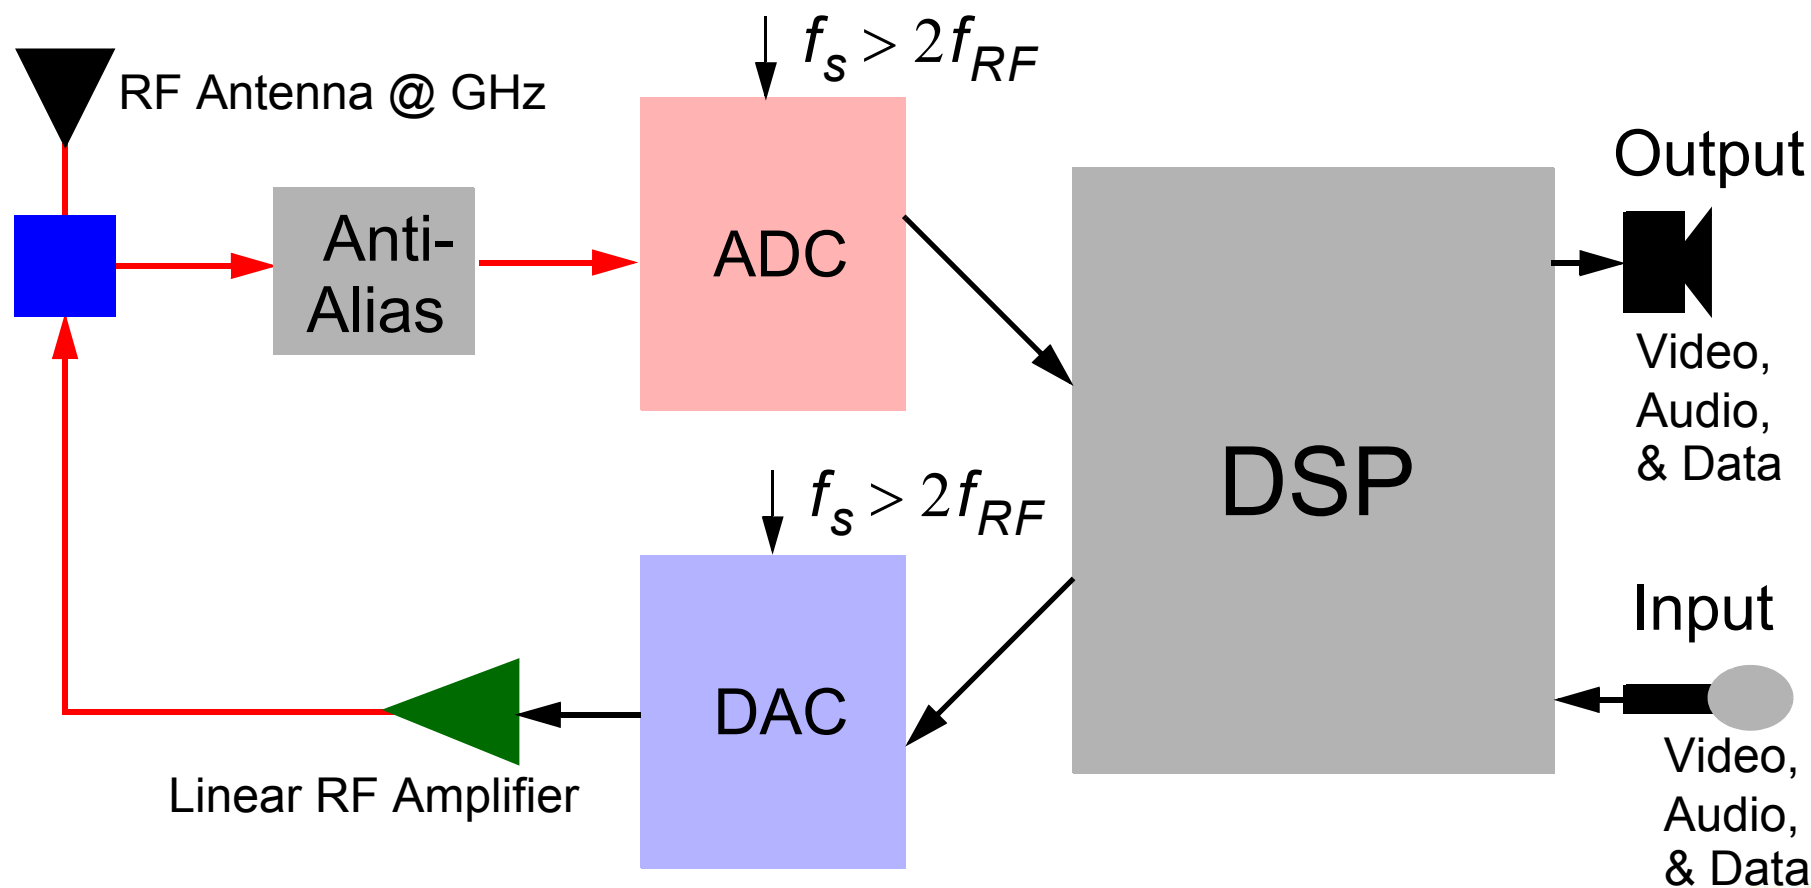 f_s > 2f_RF
RF Antenna @ GHz
Output
Anti-
Alias
ADC
Video,
Audio,
& Data
DSP
f_s > 2f_RF
Input
DAC
Linear RF Amplifier
Video,
Audio,
& Data